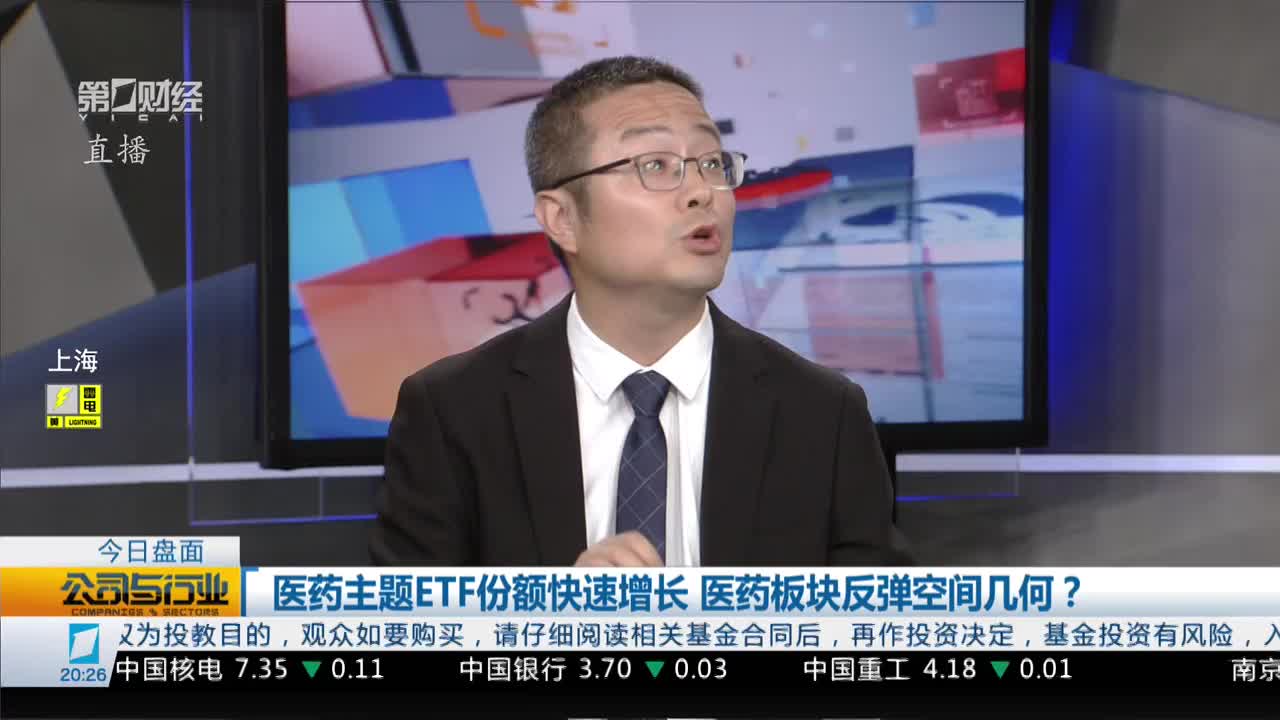 第一财经
YICAI
直播
上海
雷电
黄 LIGHTNING
今日盘面
公司与行业
COMPANIES & SECTORS
医药主题ETF份额快速增长 医药板块反弹空间几何？
仅为投教目的，观众如要购买，请仔细阅读相关基金合同后，再作投资决定，基金投资有风险，入
20:26
中国核电 7.35 ▼ 0.11 中国银行 3.70 ▼ 0.03 中国重工 4.18 ▼ 0.01 南京